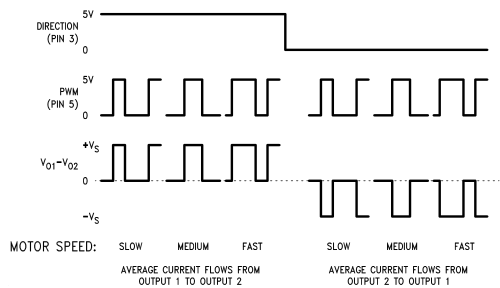 DIRECTION
(PIN 3)
5V
0
PWM
(PIN 5)
5V
0
VO1–VO2
+VS
0
–VS
MOTOR SPEED: SLOW MEDIUM FAST SLOW MEDIUM FAST
AVERAGE CURRENT FLOWS FROM
OUTPUT 1 TO OUTPUT 2
AVERAGE CURRENT FLOWS FROM
OUTPUT 2 TO OUTPUT 1